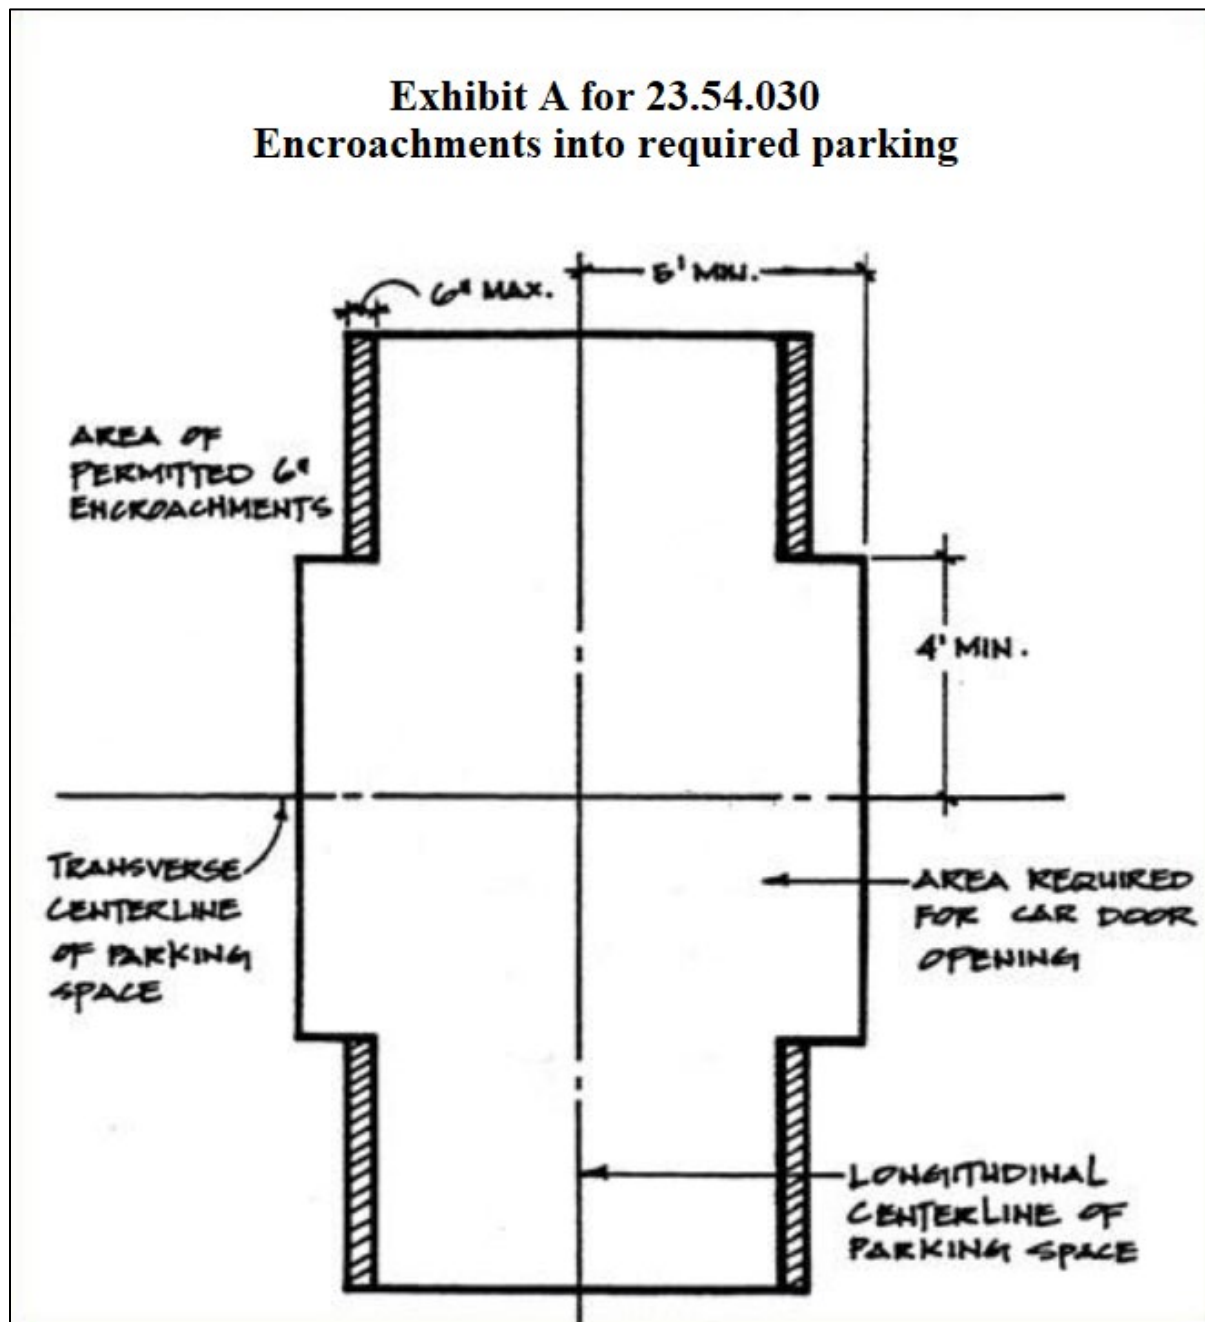 Exhibit A for 23.54.030
Encroachments into required parking
6" MAX.
5' MIN.
AREA OF
PERMITTED 6"
ENCROACHMENTS
4' MIN.
TRANSVERSE
CENTERLINE
OF PARKING
SPACE
AREA REQUIRED
FOR CAR DOOR
OPENING
LONGITUDINAL
CENTERLINE OF
PARKING SPACE